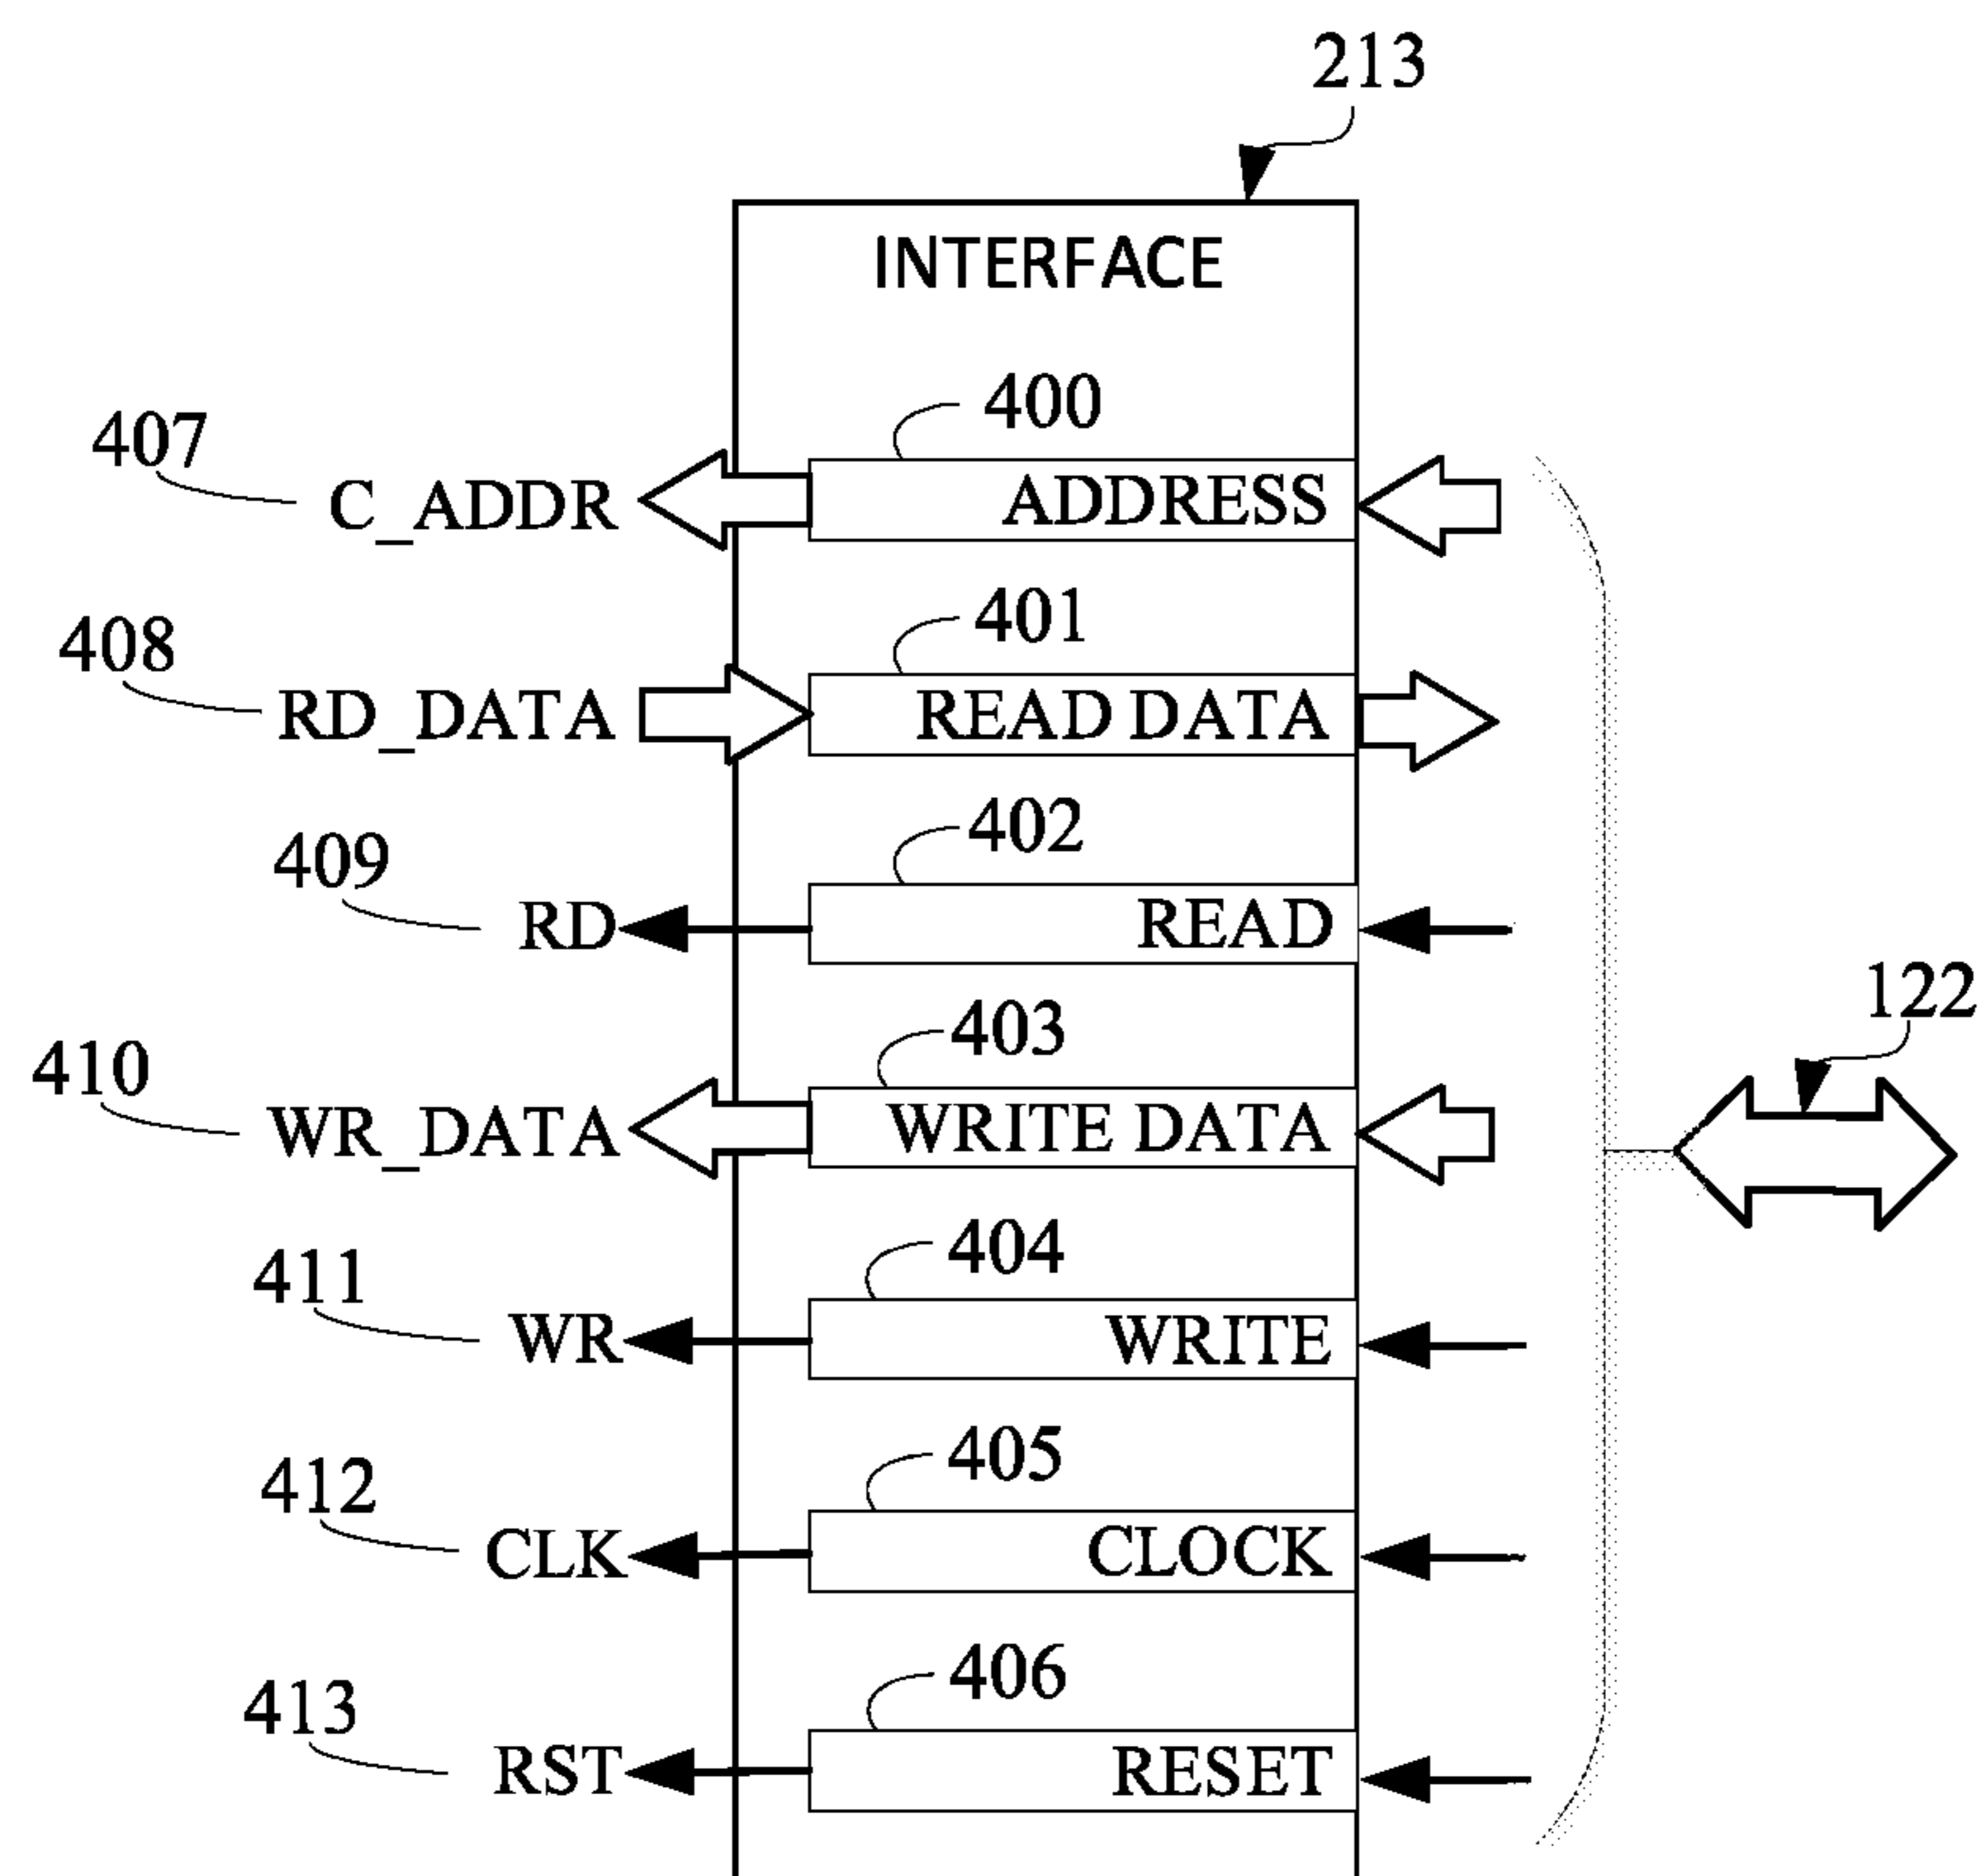 213
INTERFACE
400
407
C_ADDR
ADDRESS
401
408
RD_DATA
READ DATA
402
409
RD
READ
122
403
410
WR_DATA
WRITE DATA
404
411
WR
WRITE
405
412
CLK
CLOCK
406
413
RST
RESET